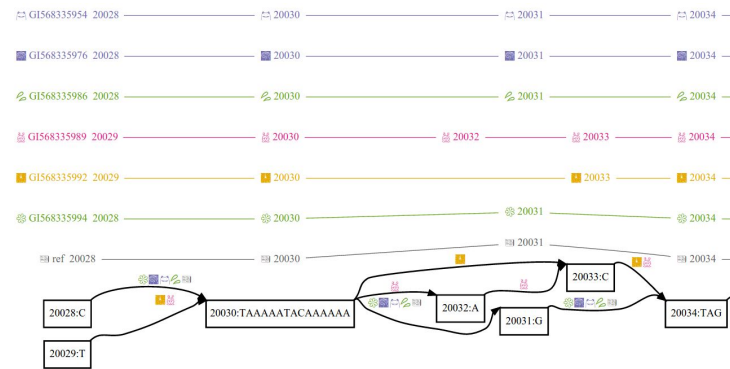 GI568335954 20028 20030 20031 20034
GI568335976 20028 20030 20031 20034
GI568335986 20028 20030 20031 20034
GI568335989 20029 20030 20032 20033 20034
GI568335992 20029 20030 20033 20034
GI568335994 20028 20030 20031 20034
ref 20028 20030 20031 20034
20033:C
20028:C
20030:TAAAAATACAAAAAA
20032:A
20031:G
20034:TAG
20029:T